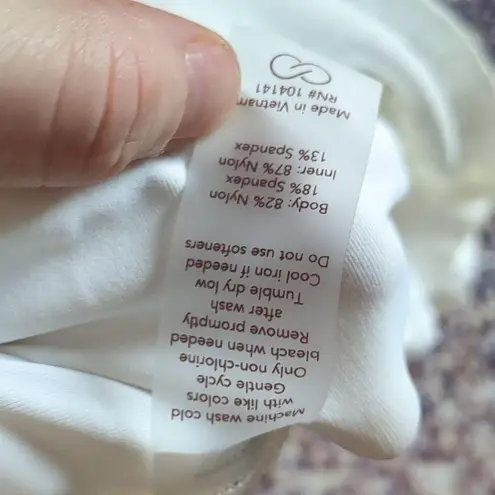 Machine wash cold
with like colors
Gentle cycle
Only non-chlorine
bleach when needed
Remove promptly
after wash
Tumble dry low
Cool iron if needed
Do not use softeners
Body: 82% Nylon
18% Spandex
Inner: 87% Nylon
13% Spandex
Made in Vietnam
RN# 104141